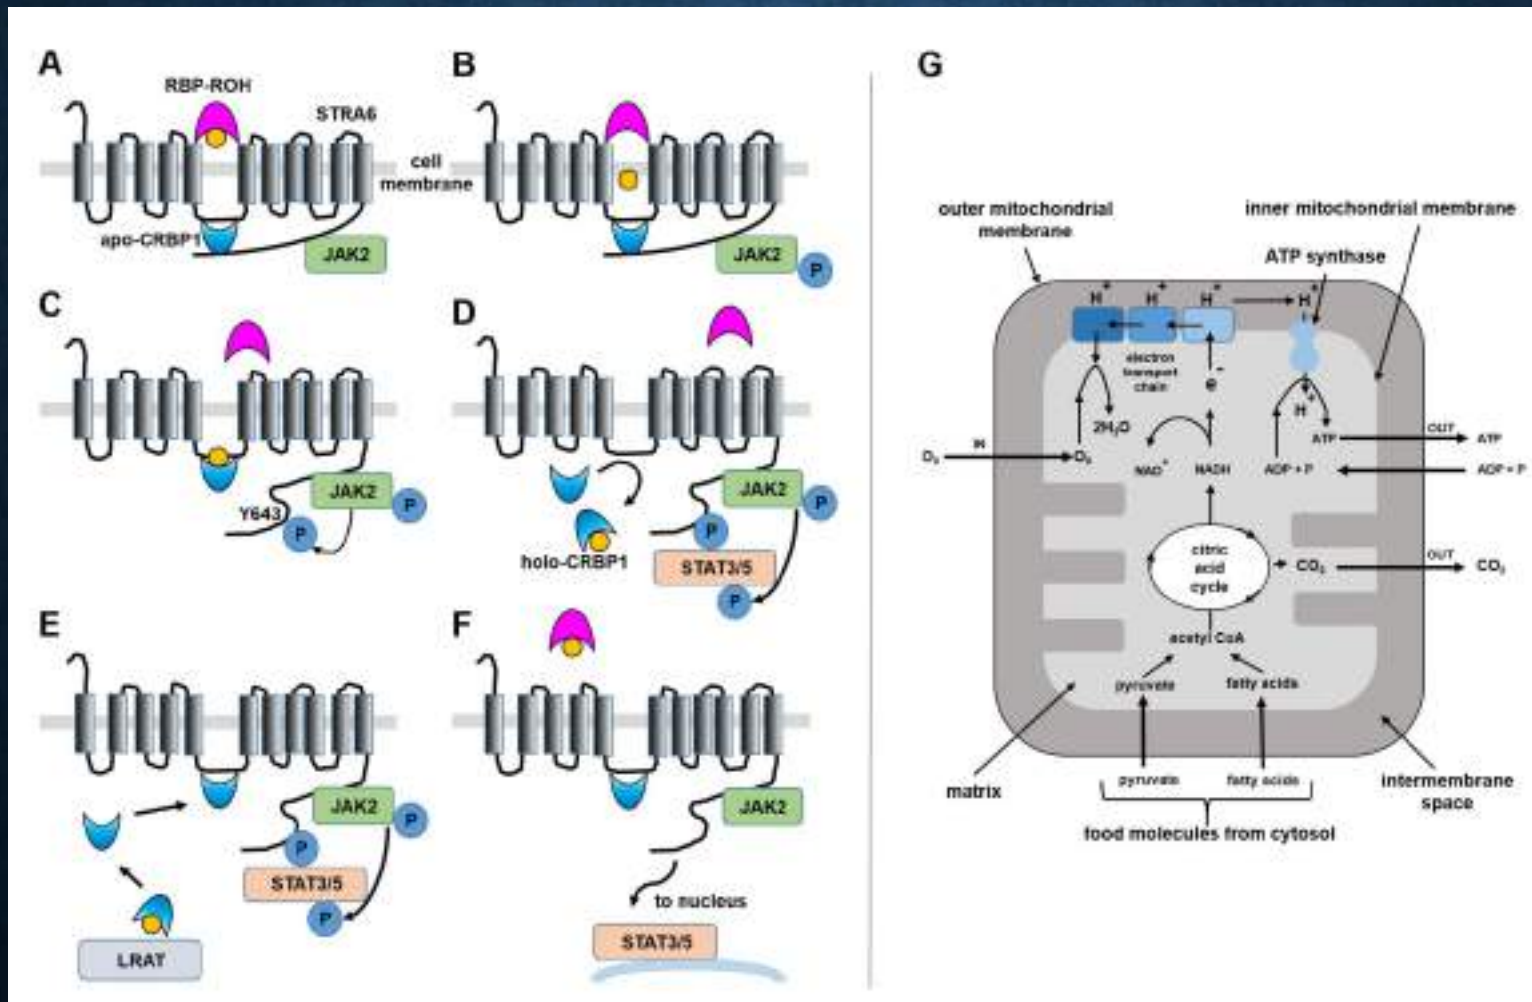 A
RBP-ROH
STRA6
cell
membrane
apo-CRBP1
JAK2
B
JAK2
P
C
Y643
JAK2
P
P
D
JAK2
P
P
holo-CRBP1
STAT3/5
P
E
JAK2
P
P
STAT3/5
P
LRAT
F
JAK2
to nucleus
STAT3/5
G
outer mitochondrial
membrane
inner mitochondrial membrane
ATP synthase
H+
H+
H+
H+
electron
transport
chain
e-
H+
2H2O
O2
IN
O2
NAD+
NADH
ADP + P
ATP
OUT
ATP
ADP + P
citric
acid
cycle
CO2
OUT
CO2
acetyl CoA
pyruvate
fatty acids
matrix
pyruvate
fatty acids
intermembrane
space
food molecules from cytosol